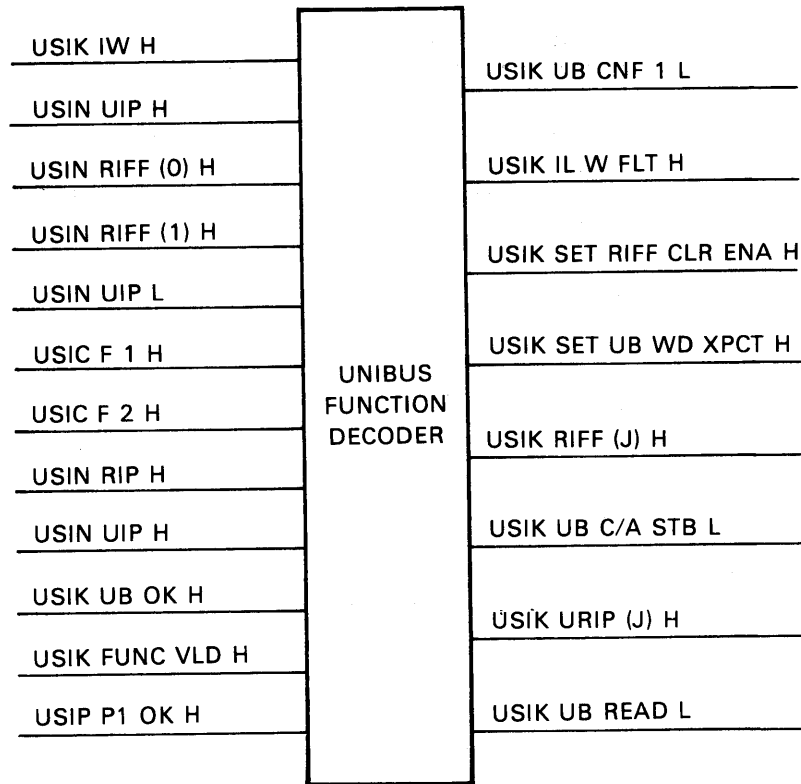 USIK IW H
USIN UIP H
USIN RIFF (0) H
USIN RIFF (1) H
USIN UIP L
USIC F 1 H
USIC F 2 H
USIN RIP H
USIN UIP H
USIK UB OK H
USIK FUNC VLD H
USIP P1 OK H
UNIBUS
FUNCTION
DECODER
USIK UB CNF 1 L
USIK IL W FLT H
USIK SET RIFF CLR ENA H
USIK SET UB WD XPCT H
USIK RIFF (J) H
USIK UB C/A STB L
USIK URIP (J) H
USIK UB READ L